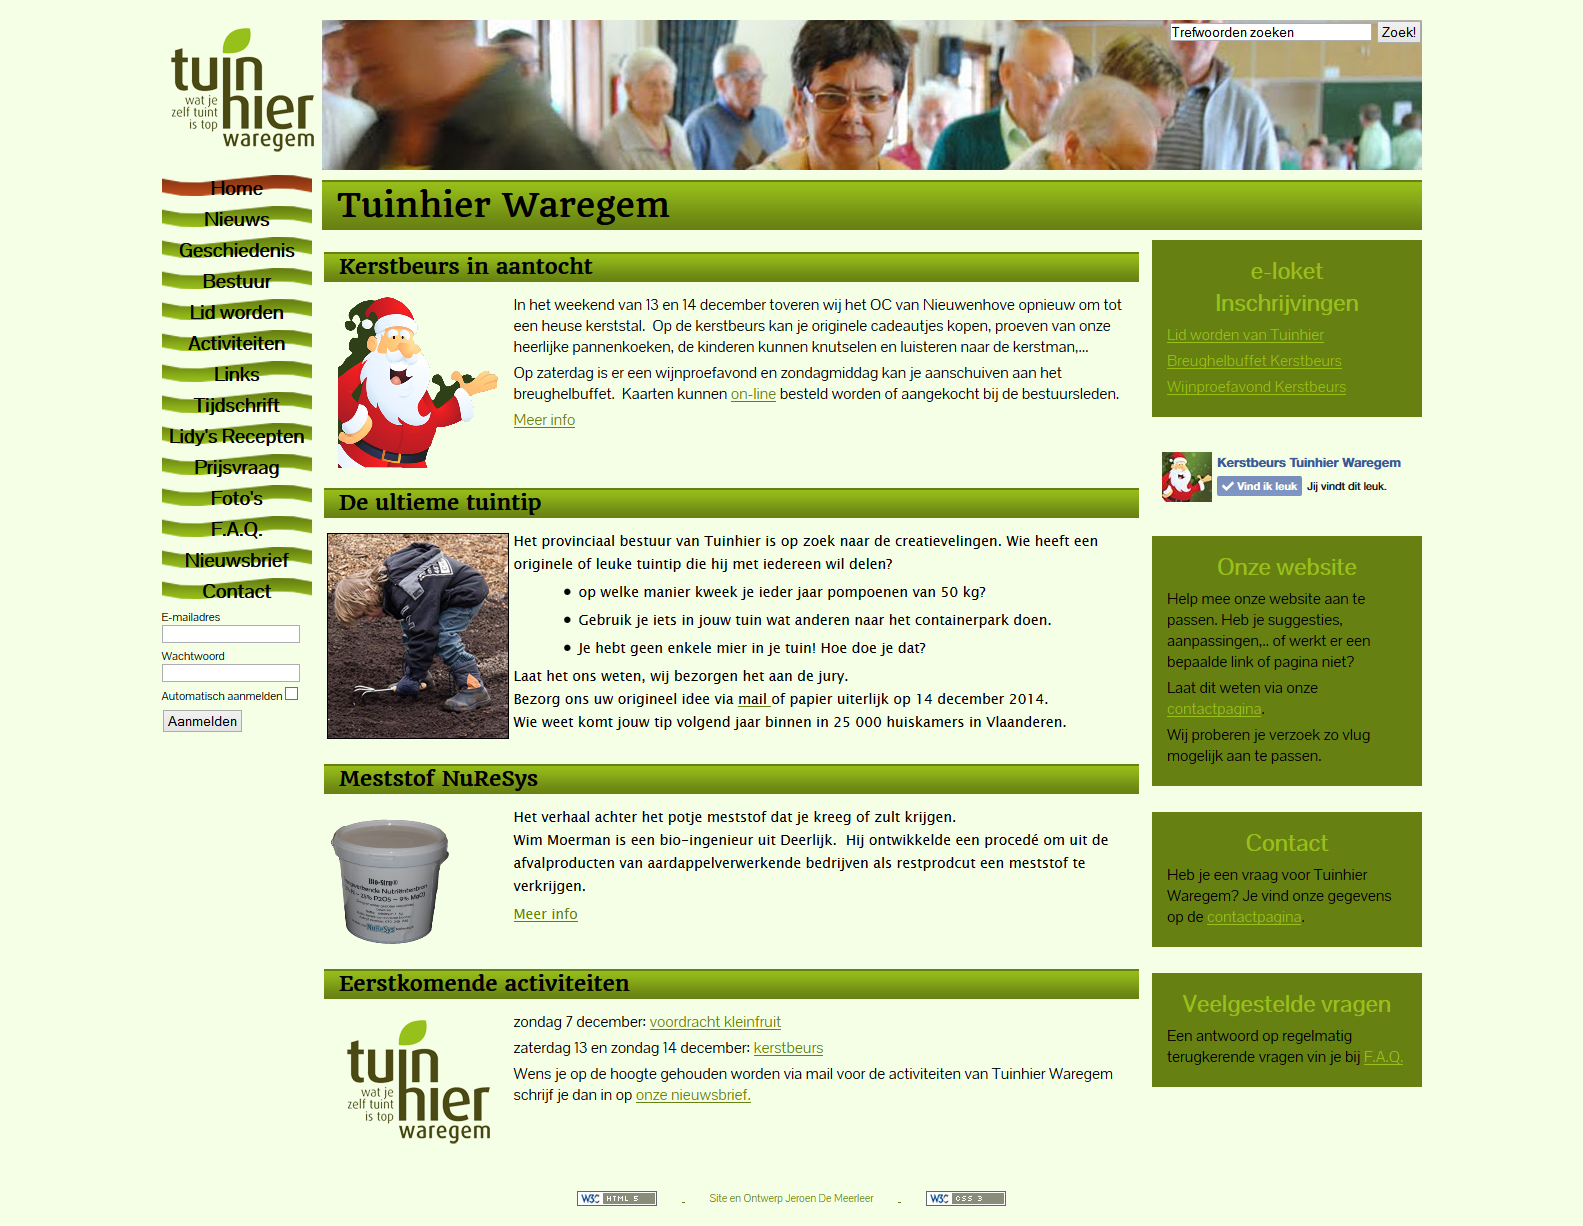 tuin
hier
wat je
zelf tuint
is top
waregem
Trefwoorden zoeken
Zoek!
Home
Nieuws
Geschiedenis
Bestuur
Lid worden
Activiteiten
Links
Tijdschrift
Lidy's Recepten
Prijsvraag
Foto's
F.A.Q.
Nieuwsbrief
Contact
E-mailadres
Wachtwoord
Automatisch aanmelden
Aanmelden
Tuinhier Waregem
Kerstbeurs in aantocht
In het weekend van 13 en 14 december toveren wij het OC van Nieuwenhove opnieuw om tot
een heuse kerststal.  Op de kerstbeurs kan je originele cadeautjes kopen, proeven van onze
heerlijke pannenkoeken, de kinderen kunnen knutselen en luisteren naar de kerstman,...
Op zaterdag is er een wijnproefavond en zondagmiddag kan je aanschuiven aan het
breughelbuffet.  Kaarten kunnen on-line besteld worden of aangekocht bij de bestuursleden.
Meer info
De ultieme tuintip
Het provinciaal bestuur van Tuinhier is op zoek naar de creatievelingen. Wie heeft een
originele of leuke tuintip die hij met iedereen wil delen?
• op welke manier kweek je ieder jaar pompoenen van 50 kg?
• Gebruik je iets in jouw tuin wat anderen naar het containerpark doen.
• Je hebt geen enkele mier in je tuin! Hoe doe je dat?
Laat het ons weten, wij bezorgen het aan de jury.
Bezorg ons uw origineel idee via mail of papier uiterlijk op 14 december 2014.
Wie weet komt jouw tip volgend jaar binnen in 25 000 huiskamers in Vlaanderen.
Meststof NuReSys
NuReSys
Het verhaal achter het potje meststof dat je kreeg of zult krijgen.
Wim Moerman is een bio-ingenieur uit Deerlijk.  Hij ontwikkelde een procedé om uit de
afvalproducten van aardappelverwerkende bedrijven als restprodcut een meststof te
verkrijgen.
Meer info
Eerstkomende activiteiten
tuin
hier
wat je
zelf tuint
is top
waregem
zondag 7 december: voordracht kleinfruit
zaterdag 13 en zondag 14 december: kerstbeurs
Wens je op de hoogte gehouden worden via mail voor de activiteiten van Tuinhier Waregem
schrijf je dan in op onze nieuwsbrief.
e-loket
Inschrijvingen
Lid worden van Tuinhier
Breughelbuffet Kerstbeurs
Wijnproefavond Kerstbeurs
Kerstbeurs Tuinhier Waregem
Vind ik leuk Jij vindt dit leuk.
Onze website
Help mee onze website aan te
passen. Heb je suggesties,
aanpassingen,.. of werkt er een
bepaalde link of pagina niet?
Laat dit weten via onze
contactpagina.
Wij proberen je verzoek zo vlug
mogelijk aan te passen.
Contact
Heb je een vraag voor Tuinhier
Waregem? Je vind onze gegevens
op de contactpagina.
Veelgestelde vragen
Een antwoord op regelmatig
terugkerende vragen vin je bij F.A.Q.
W3C HTML 5 - Site en Ontwerp Jeroen De Meerleer - W3C CSS 3